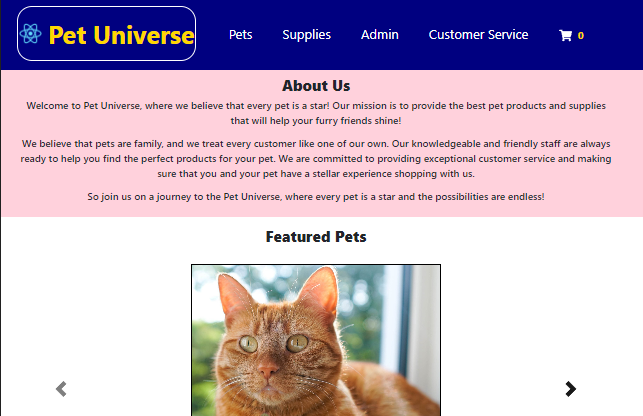 Pet Universe
Pets Supplies Admin Customer Service 0
About Us
Welcome to Pet Universe, where we believe that every pet is a star! Our mission is to provide the best pet products and supplies
that will help your furry friends shine!
We believe that pets are family, and we treat every customer like one of our own. Our knowledgeable and friendly staff are always
ready to help you find the perfect products for your pet. We are committed to providing exceptional customer service and making
sure that you and your pet have a stellar experience shopping with us.
So join us on a journey to the Pet Universe, where every pet is a star and the possibilities are endless!
Featured Pets